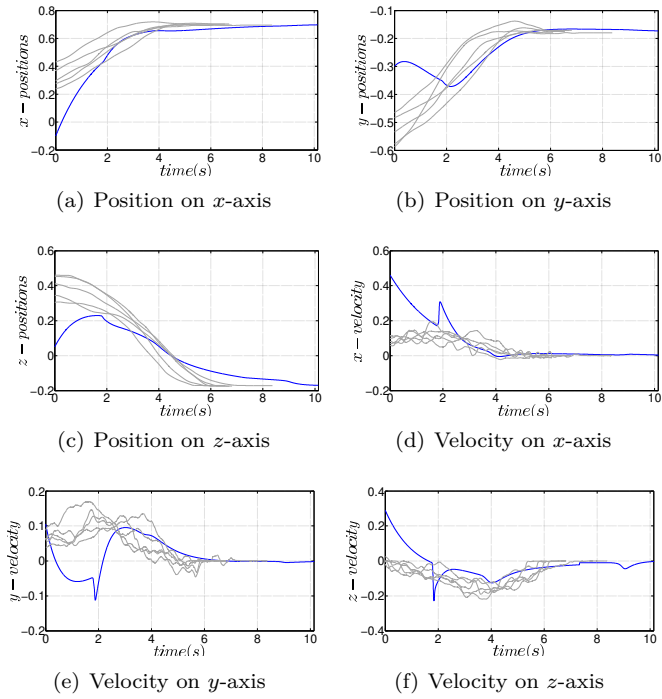 0.8
0.6
0.4
0.2
0
−0.2
x − positions
0 2 4 6 8 10
time(s)
(a) Position on x-axis
−0.1
−0.2
−0.3
−0.4
−0.5
−0.6
y − positions
0 2 4 6 8 10
time(s)
(b) Position on y-axis
0.6
0.4
0.2
0
−0.2
z − positions
0 2 4 6 8 10
time(s)
(c) Position on z-axis
0.6
0.4
0.2
0
−0.2
x − velocity
0 2 4 6 8 10
time(s)
(d) Velocity on x-axis
0.2
0.1
0
−0.1
−0.2
y − velocity
0 2 4 6 8 10
time(s)
(e) Velocity on y-axis
0.4
0.2
0
−0.2
−0.4
z − velocity
0 2 4 6 8 10
time(s)
(f) Velocity on z-axis